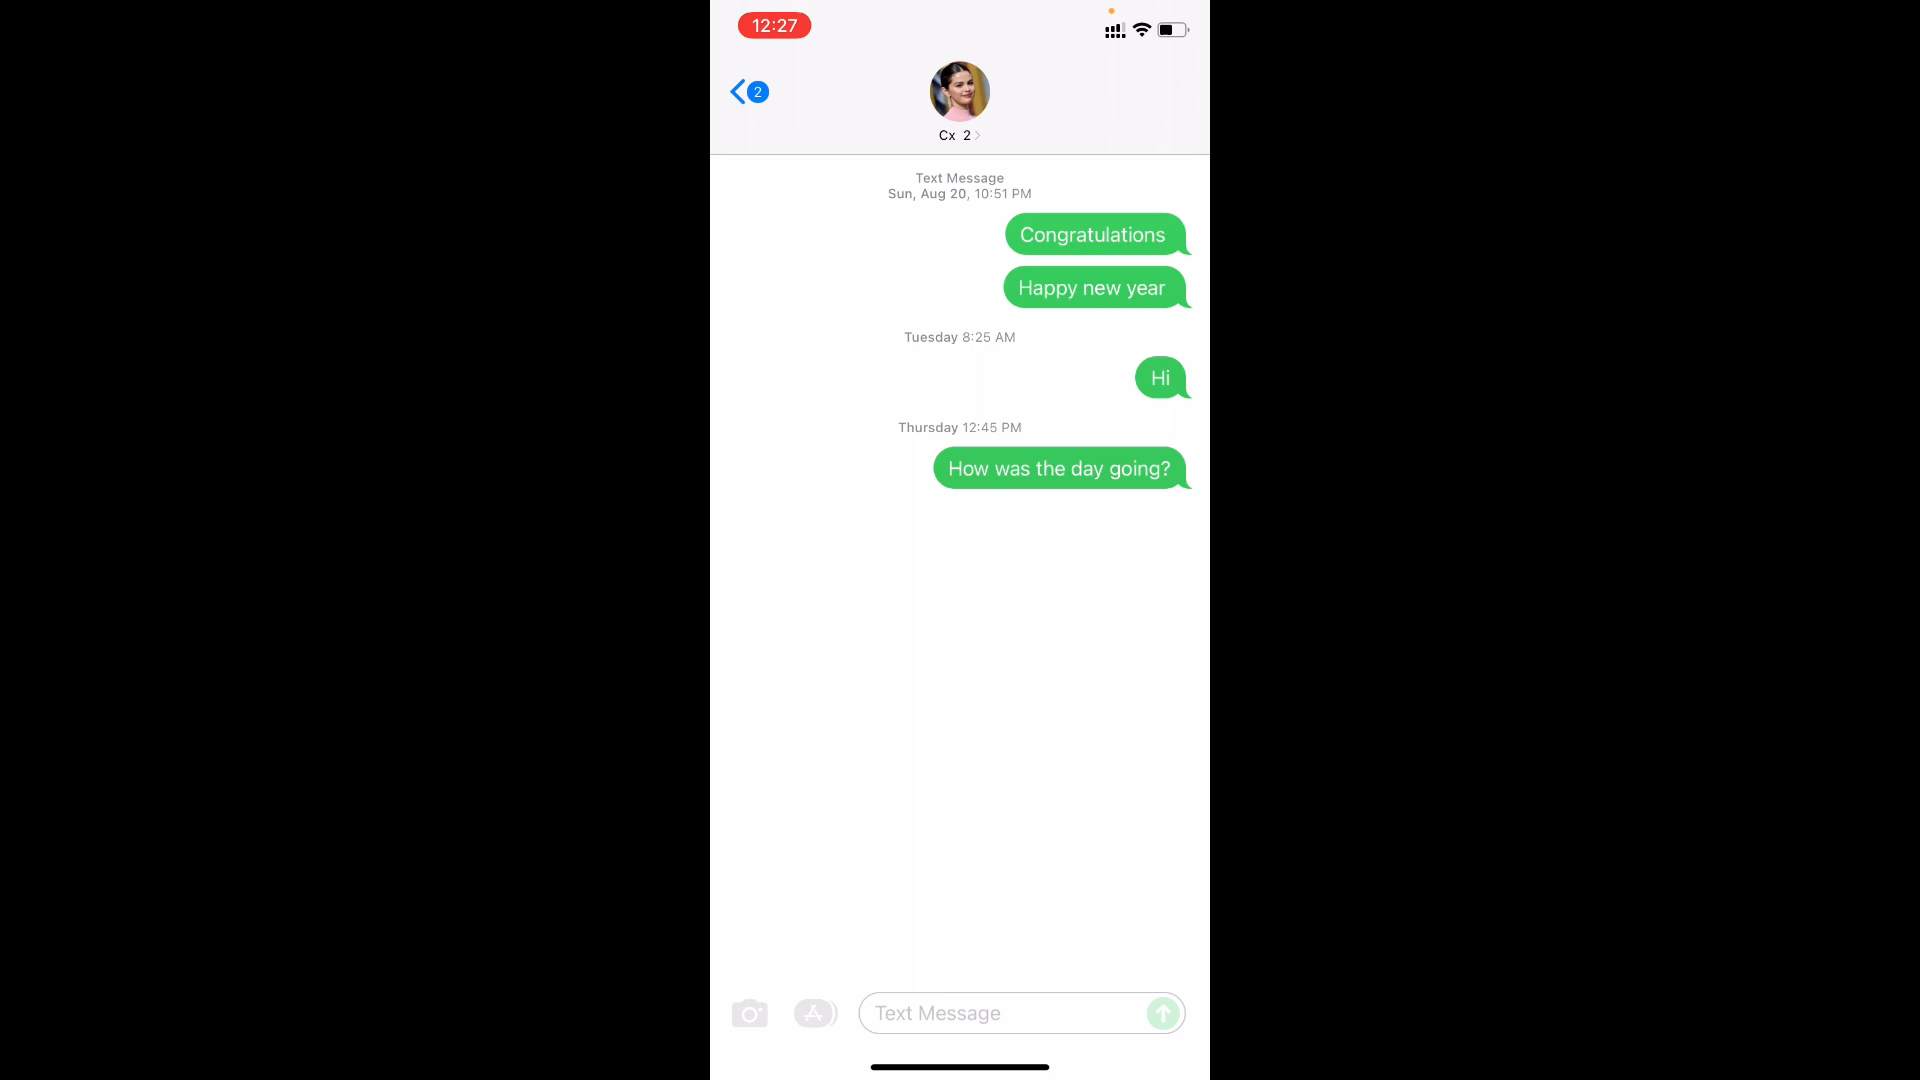 12:27
2
Cx 2
Text Message
Sun, Aug 20, 10:51 PM
Congratulations
Happy new year
Tuesday 8:25 AM
Hi
Thursday 12:45 PM
How was the day going?
Text Message